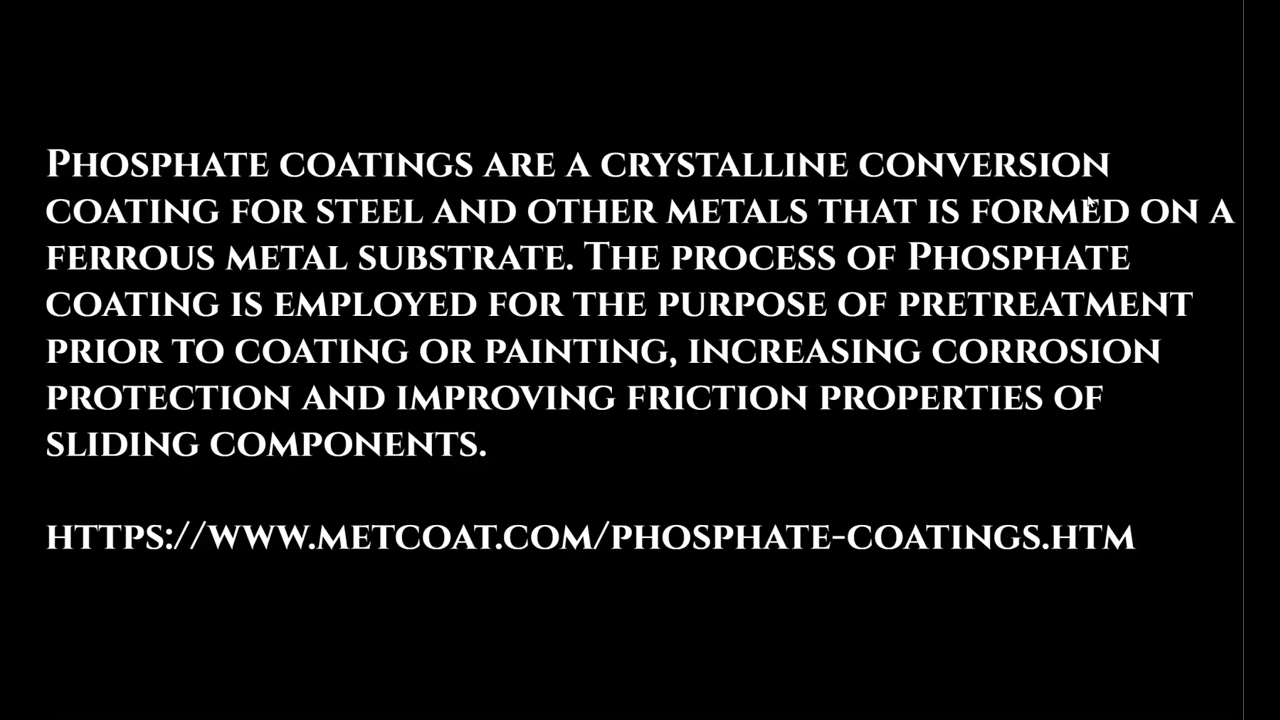 Phosphate coatings are a crystalline conversion
coating for steel and other metals that is formed on a
ferrous metal substrate. The process of Phosphate
coating is employed for the purpose of pretreatment
prior to coating or painting, increasing corrosion
protection and improving friction properties of
sliding components.
https://www.metcoat.com/phosphate-coatings.htm